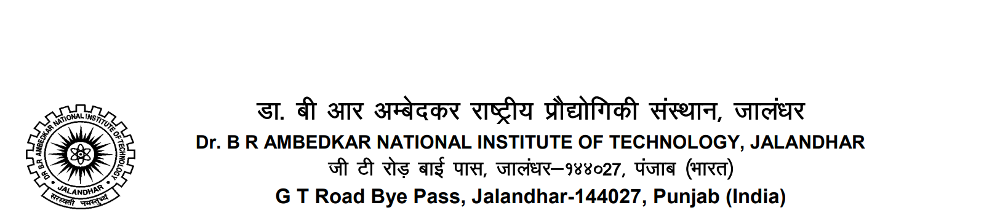 डा. बी आर अम्बेदकर राष्ट्रीय प्रौद्योगिकी संस्थान, जालंधर
Dr. B R AMBEDKAR NATIONAL INSTITUTE OF TECHNOLOGY, JALANDHAR
जी टी रोड़ बाई पास, जालंधर–१४४०27, पंजाब (भारत)
G T Road Bye Pass, Jalandhar-144027, Punjab (India)
DR B.R AMBEDKAR NATIONAL INSTITUTE OF TECHNOLOGY
JALANDHAR
सरस्वती नमस्तुभ्यं